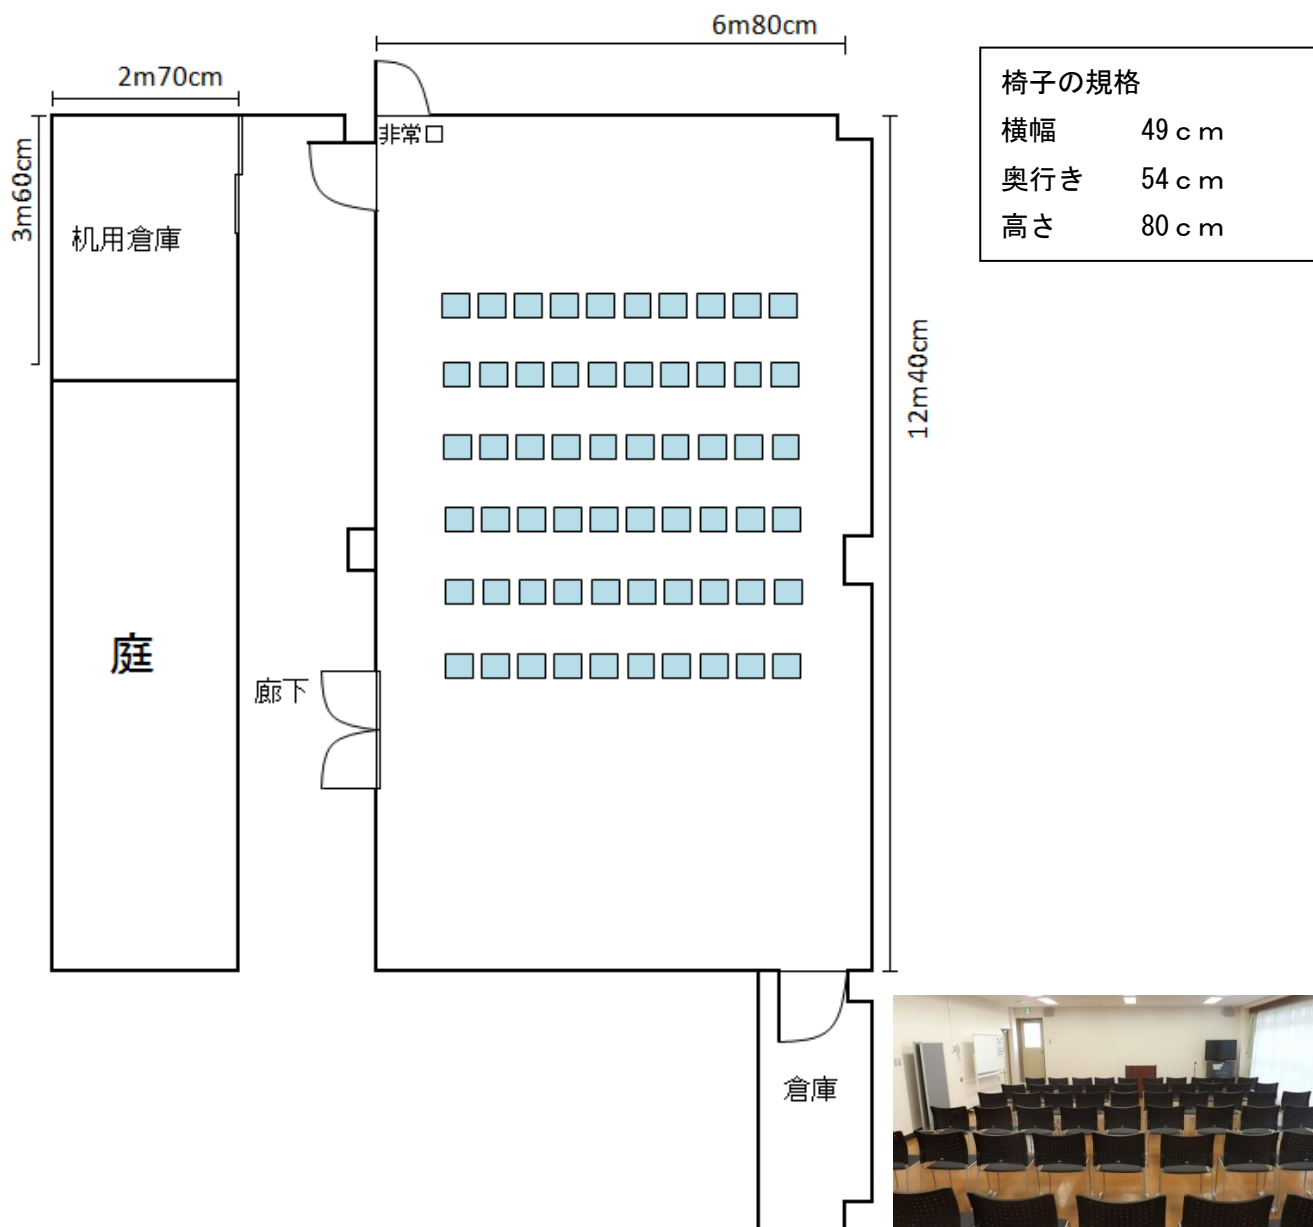 6m80cm
2m70cm
椅子の規格
横幅 49ｃｍ
奥行き 54ｃｍ
高さ 80ｃｍ
非常口
3m60cm
机用倉庫
12m40cm
庭
廊下
倉庫